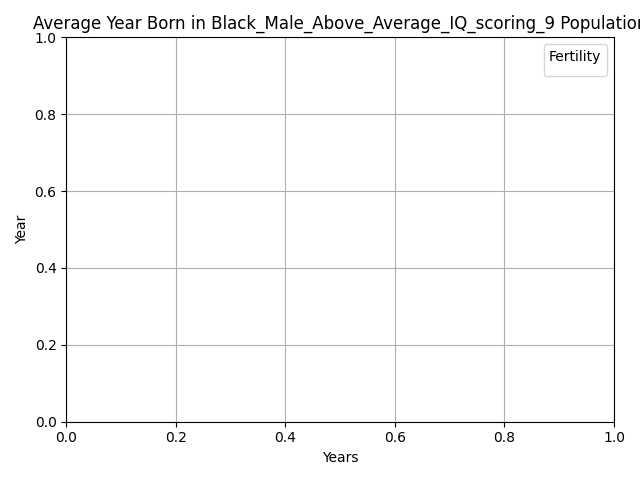 Average Year Born in Black_Male_Above_Average_IQ_scoring_9 Population
Fertility
1.0
0.8
0.6
0.4
0.2
0.0
Year
0.0 0.2 0.4 0.6 0.8 1.0
Years